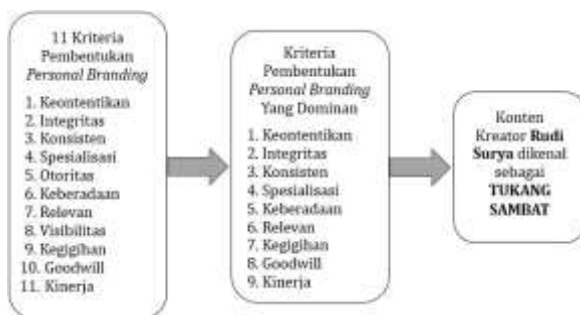 11 Kriteria
Pembentukan
Personal Branding
1. Keontentikan
2. Integritas
3. Konsisten
4. Spesialisasi
5. Otoritas
6. Keberadaan
7. Relevan
8. Visibilitas
9. Kegigihan
10. Goodwill
11. Kinerja
Kriteria
Pembentukan
Personal Branding
Yang Dominan
1. Keontentikan
2. Integritas
3. Konsisten
4. Spesialisasi
5. Keberadaan
6. Relevan
7. Kegigihan
8. Goodwill
9. Kinerja
Konten
Kreator Rudi
Surya dikenal
sebagai
TUKANG
SAMBAT